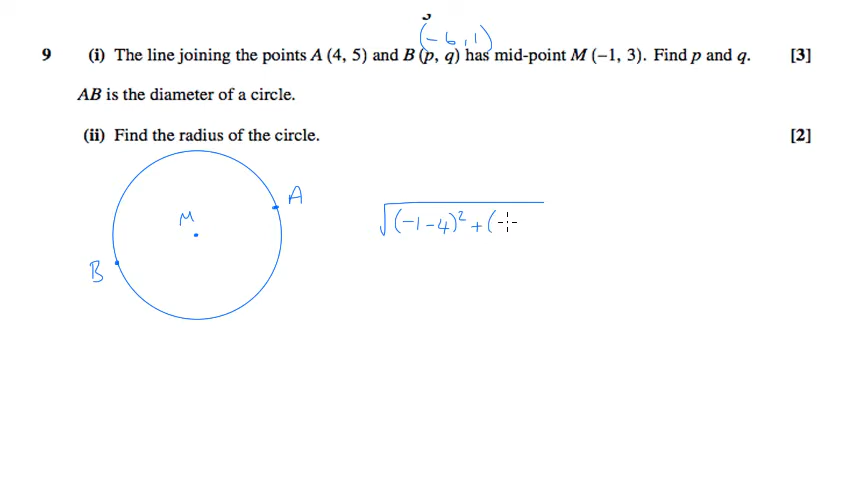 (-6,1)
9 (i) The line joining the points A (4, 5) and B (p, q) has mid-point M (−1, 3). Find p and q. [3]
AB is the diameter of a circle.
(ii) Find the radius of the circle. [2]
A
M
√(-1-4)² + (
B